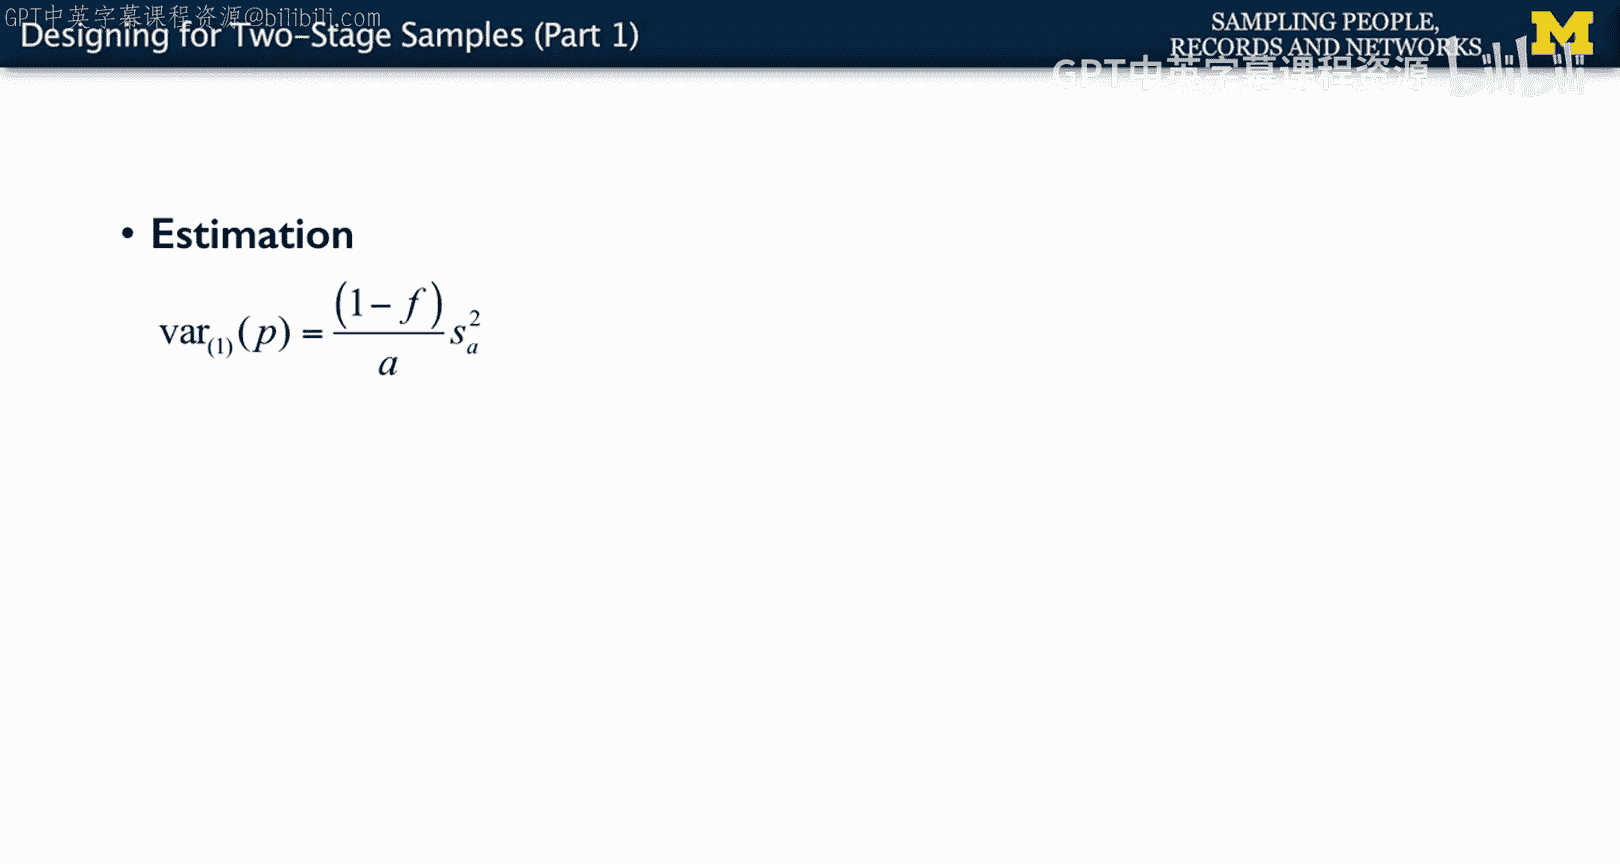 GPT中英字幕课程资源@bilibili.com
Designing for Two-Stage Samples (Part 1)
SAMPLING PEOPLE,
RECORDS AND NETWORKS
M
GPT中英字幕课程资源 bilibili
• Estimation
var₍₁₎(p) = (1 − f)/a s²ₐ